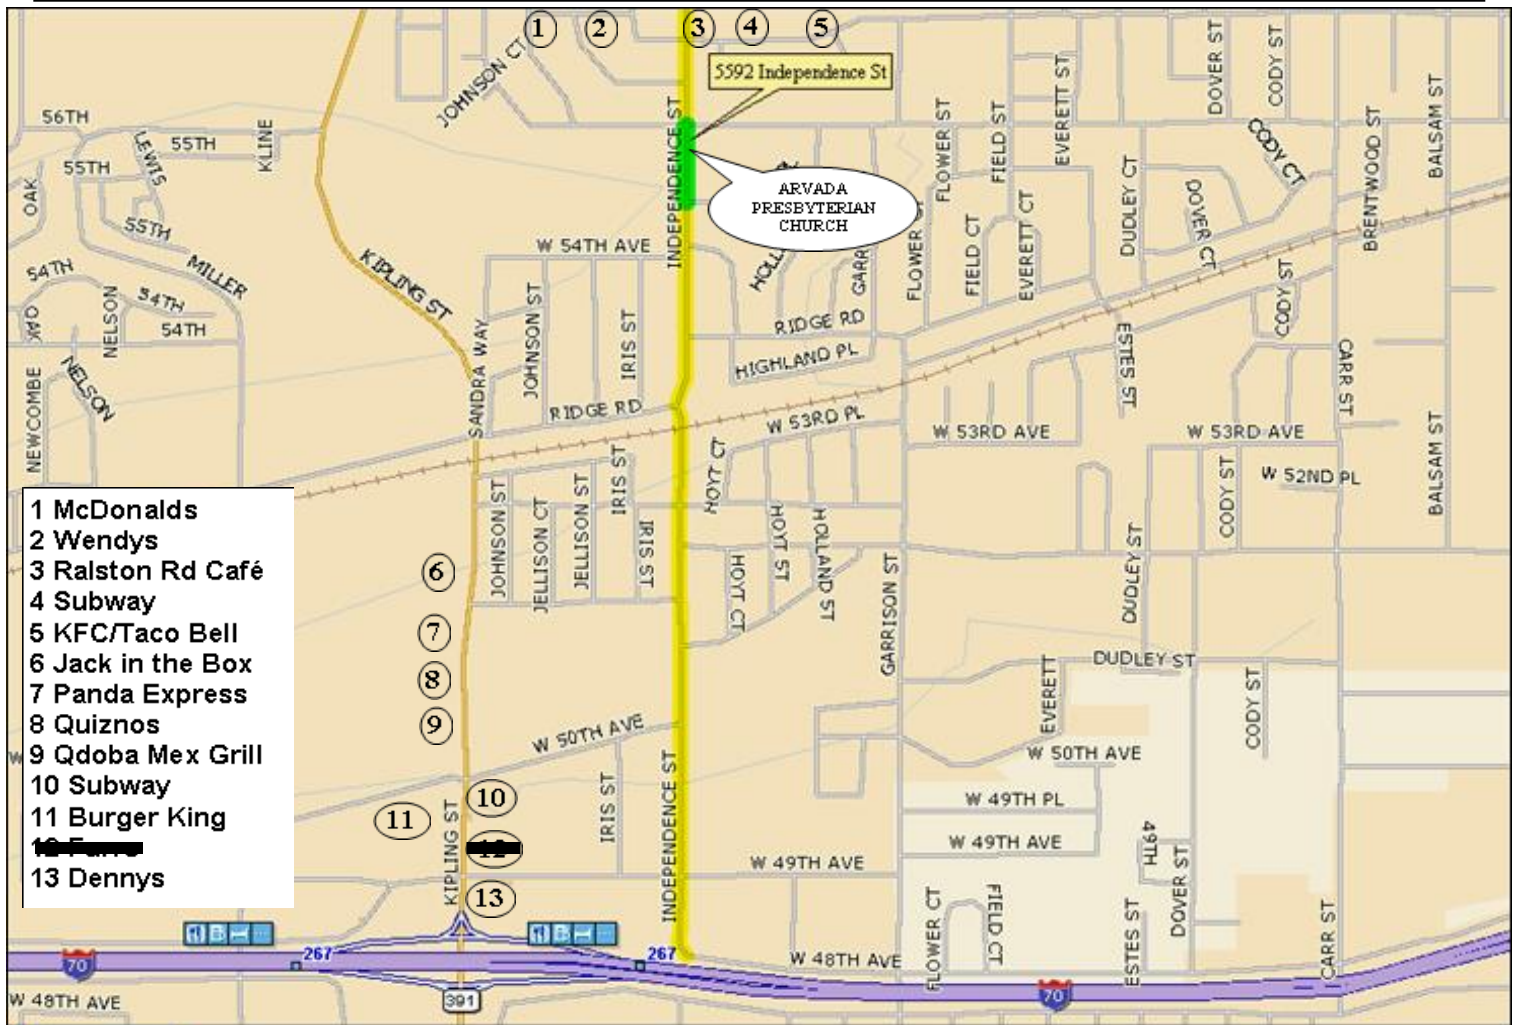 1
2
3
4
5
5592 Independence St
ARVADA
PRESBYTERIAN
CHURCH
JOHNSON CT
INDEPENDENCE ST
FLOWER ST
FIELD ST
EVERETT ST
DOVER ST
CODY ST
CODY CT
BRENTWOOD ST
BALSAM ST
56TH
55TH
LEWIS
KLINE
55TH
OAK
55TH
MILLER
54TH
54TH
54TH
NELSON
OAK
NELSON
NEWCOMBE
KIPLING ST
W 54TH AVE
SANDRA WAY
JOHNSON ST
IRIS ST
RIDGE RD
RIDGE RD
HIGHLAND PL
FIELD CT
EVERETT CT
DUDLEY CT
DOVER CT
CODY ST
ESTES ST
CARR ST
W 53RD PL
W 53RD AVE
W 53RD AVE
W 52ND PL
BALSAM ST
CODY ST
HOYT CT
JOHNSON ST
JELLISON CT
JELLISON ST
IRIS ST
IRIS ST
HOYT CT
HOYT ST
HOLLAND ST
GARRISON ST
DUDLEY ST
DUDLEY ST
EVERETT
CODY ST
1 McDonalds
2 Wendys
3 Ralston Rd Café
4 Subway
5 KFC/Taco Bell
6 Jack in the Box
7 Panda Express
8 Quiznos
9 Qdoba Mex Grill
10 Subway
11 Burger King
13 Dennys
6
7
8
9
10
11
13
W 50TH AVE
W 50TH AVE
W 49TH PL
W 49TH AVE
W 49TH AVE
49TH
DOVER ST
KIPLING ST
IRIS ST
INDEPENDENCE ST
FLOWER CT
FIELD CT
ESTES ST
CARR ST
267
267
W 48TH AVE
70
70
391
W 48TH AVE